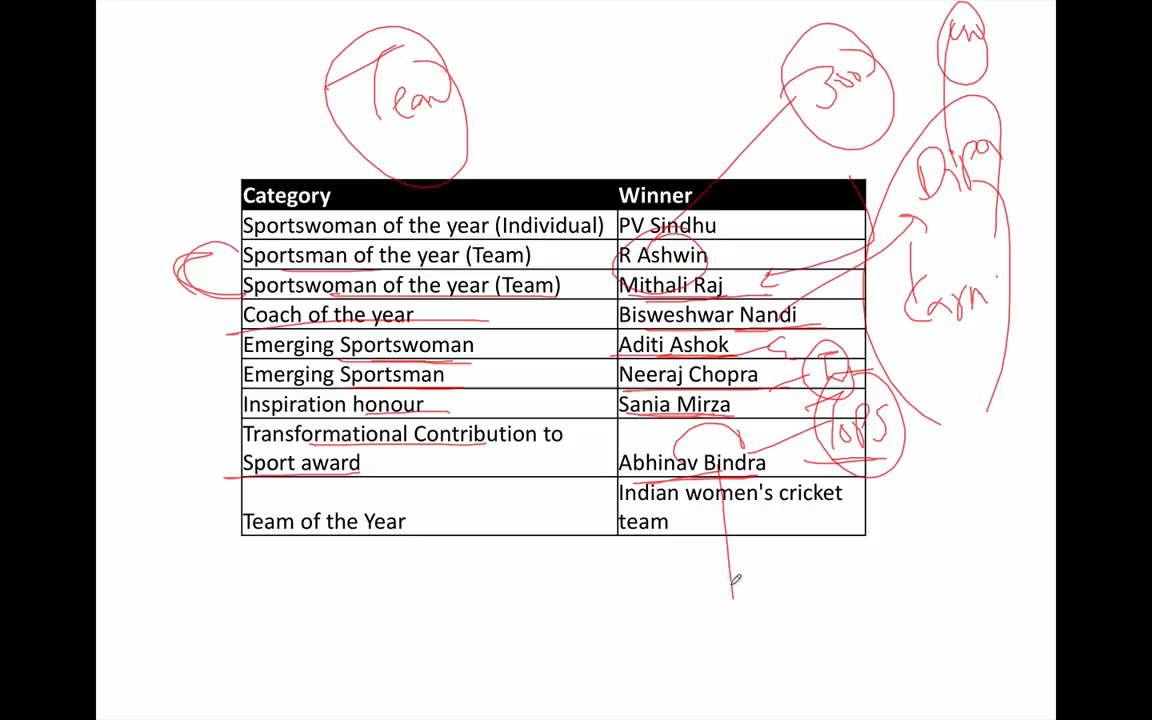 Team
300
Dipa
Karm
Category Winner
Sportswoman of the year (Individual) PV Sindhu
Sportsman of the year (Team) R Ashwin
Sportswoman of the year (Team) Mithali Raj
Coach of the year Bisweshwar Nandi
Emerging Sportswoman Aditi Ashok
Emerging Sportsman Neeraj Chopra
Inspiration honour Sania Mirza
TOPS
Transformational Contribution to
Sport award Abhinav Bindra
Team of the Year Indian women's cricket
team